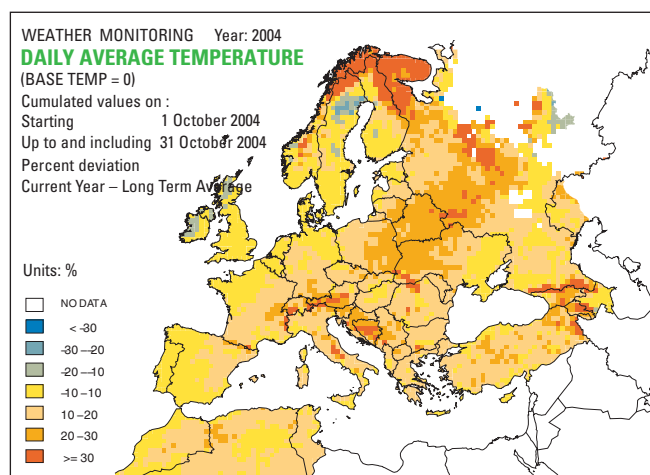 WEATHER MONITORING Year: 2004
DAILY AVERAGE TEMPERATURE
(BASE TEMP = 0)
Cumulated values on :
Starting 1 October 2004
Up to and including 31 October 2004
Percent deviation
Current Year – Long Term Average
Units: %
NO DATA
< -30
-30--20
-20--10
-10-10
10-20
20-30
>= 30